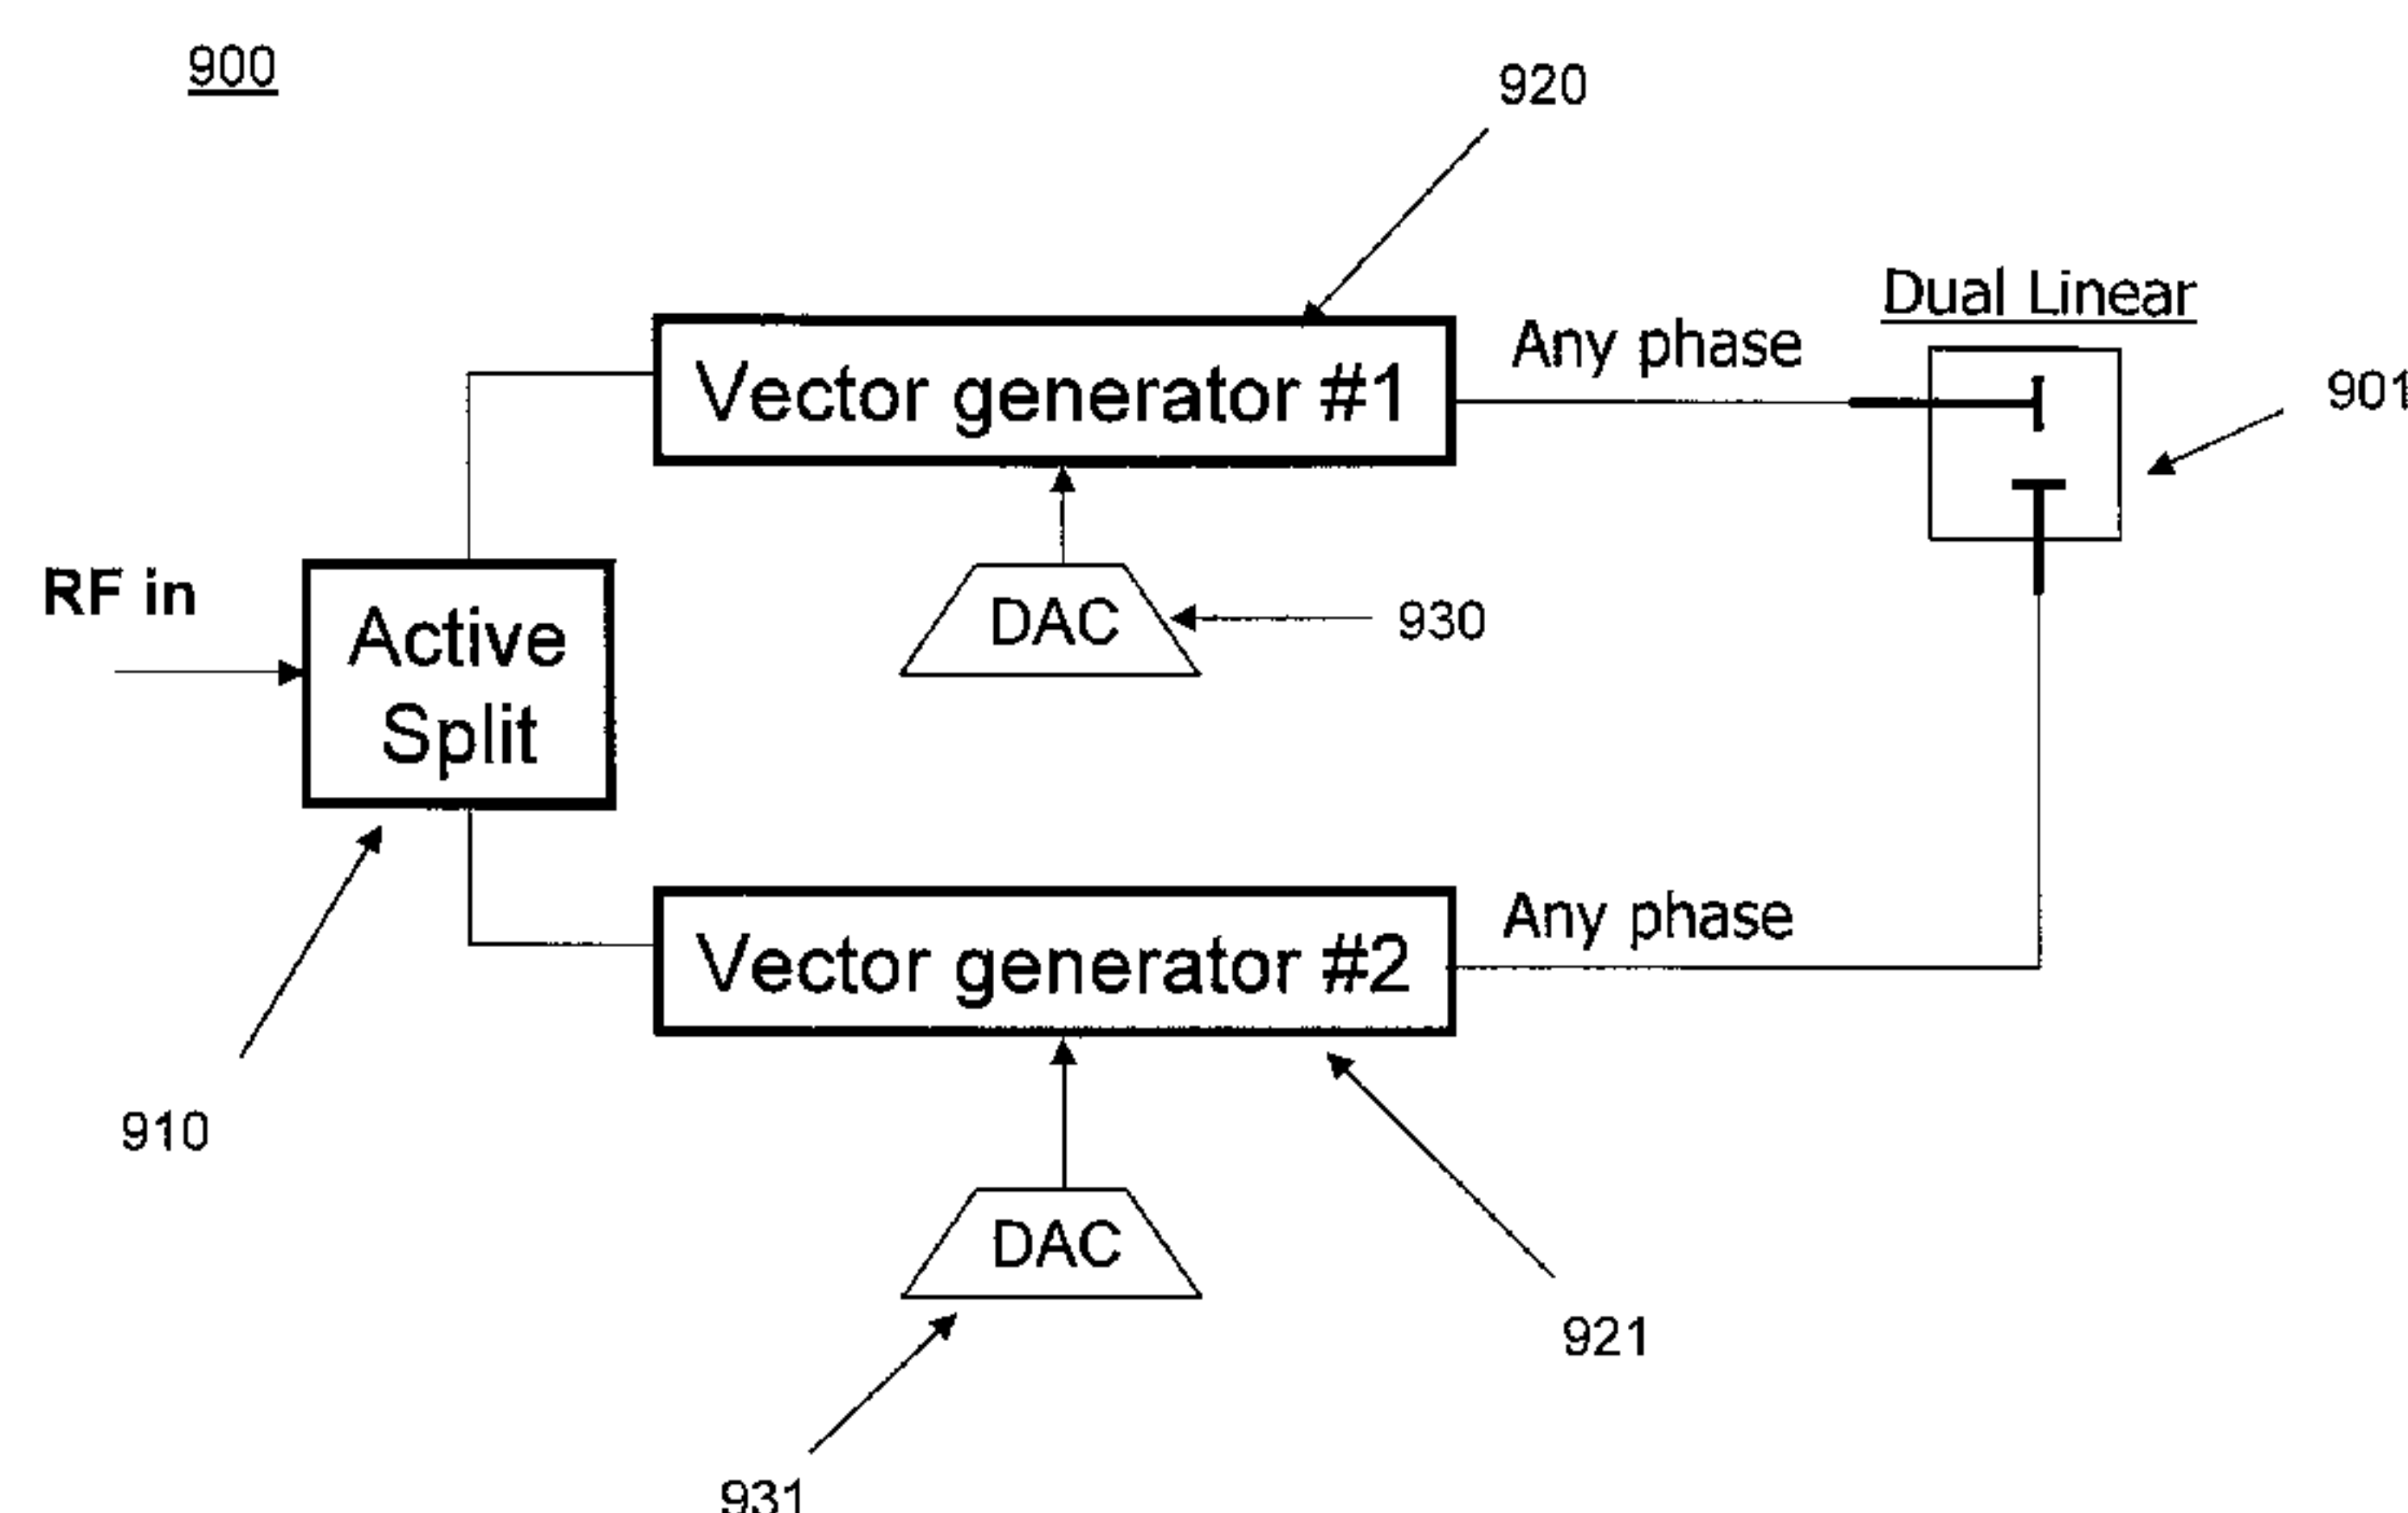 900
920
Dual Linear
Any phase
901
Vector generator #1
RF in
Active
Split
DAC
930
Any phase
Vector generator #2
910
DAC
921
931